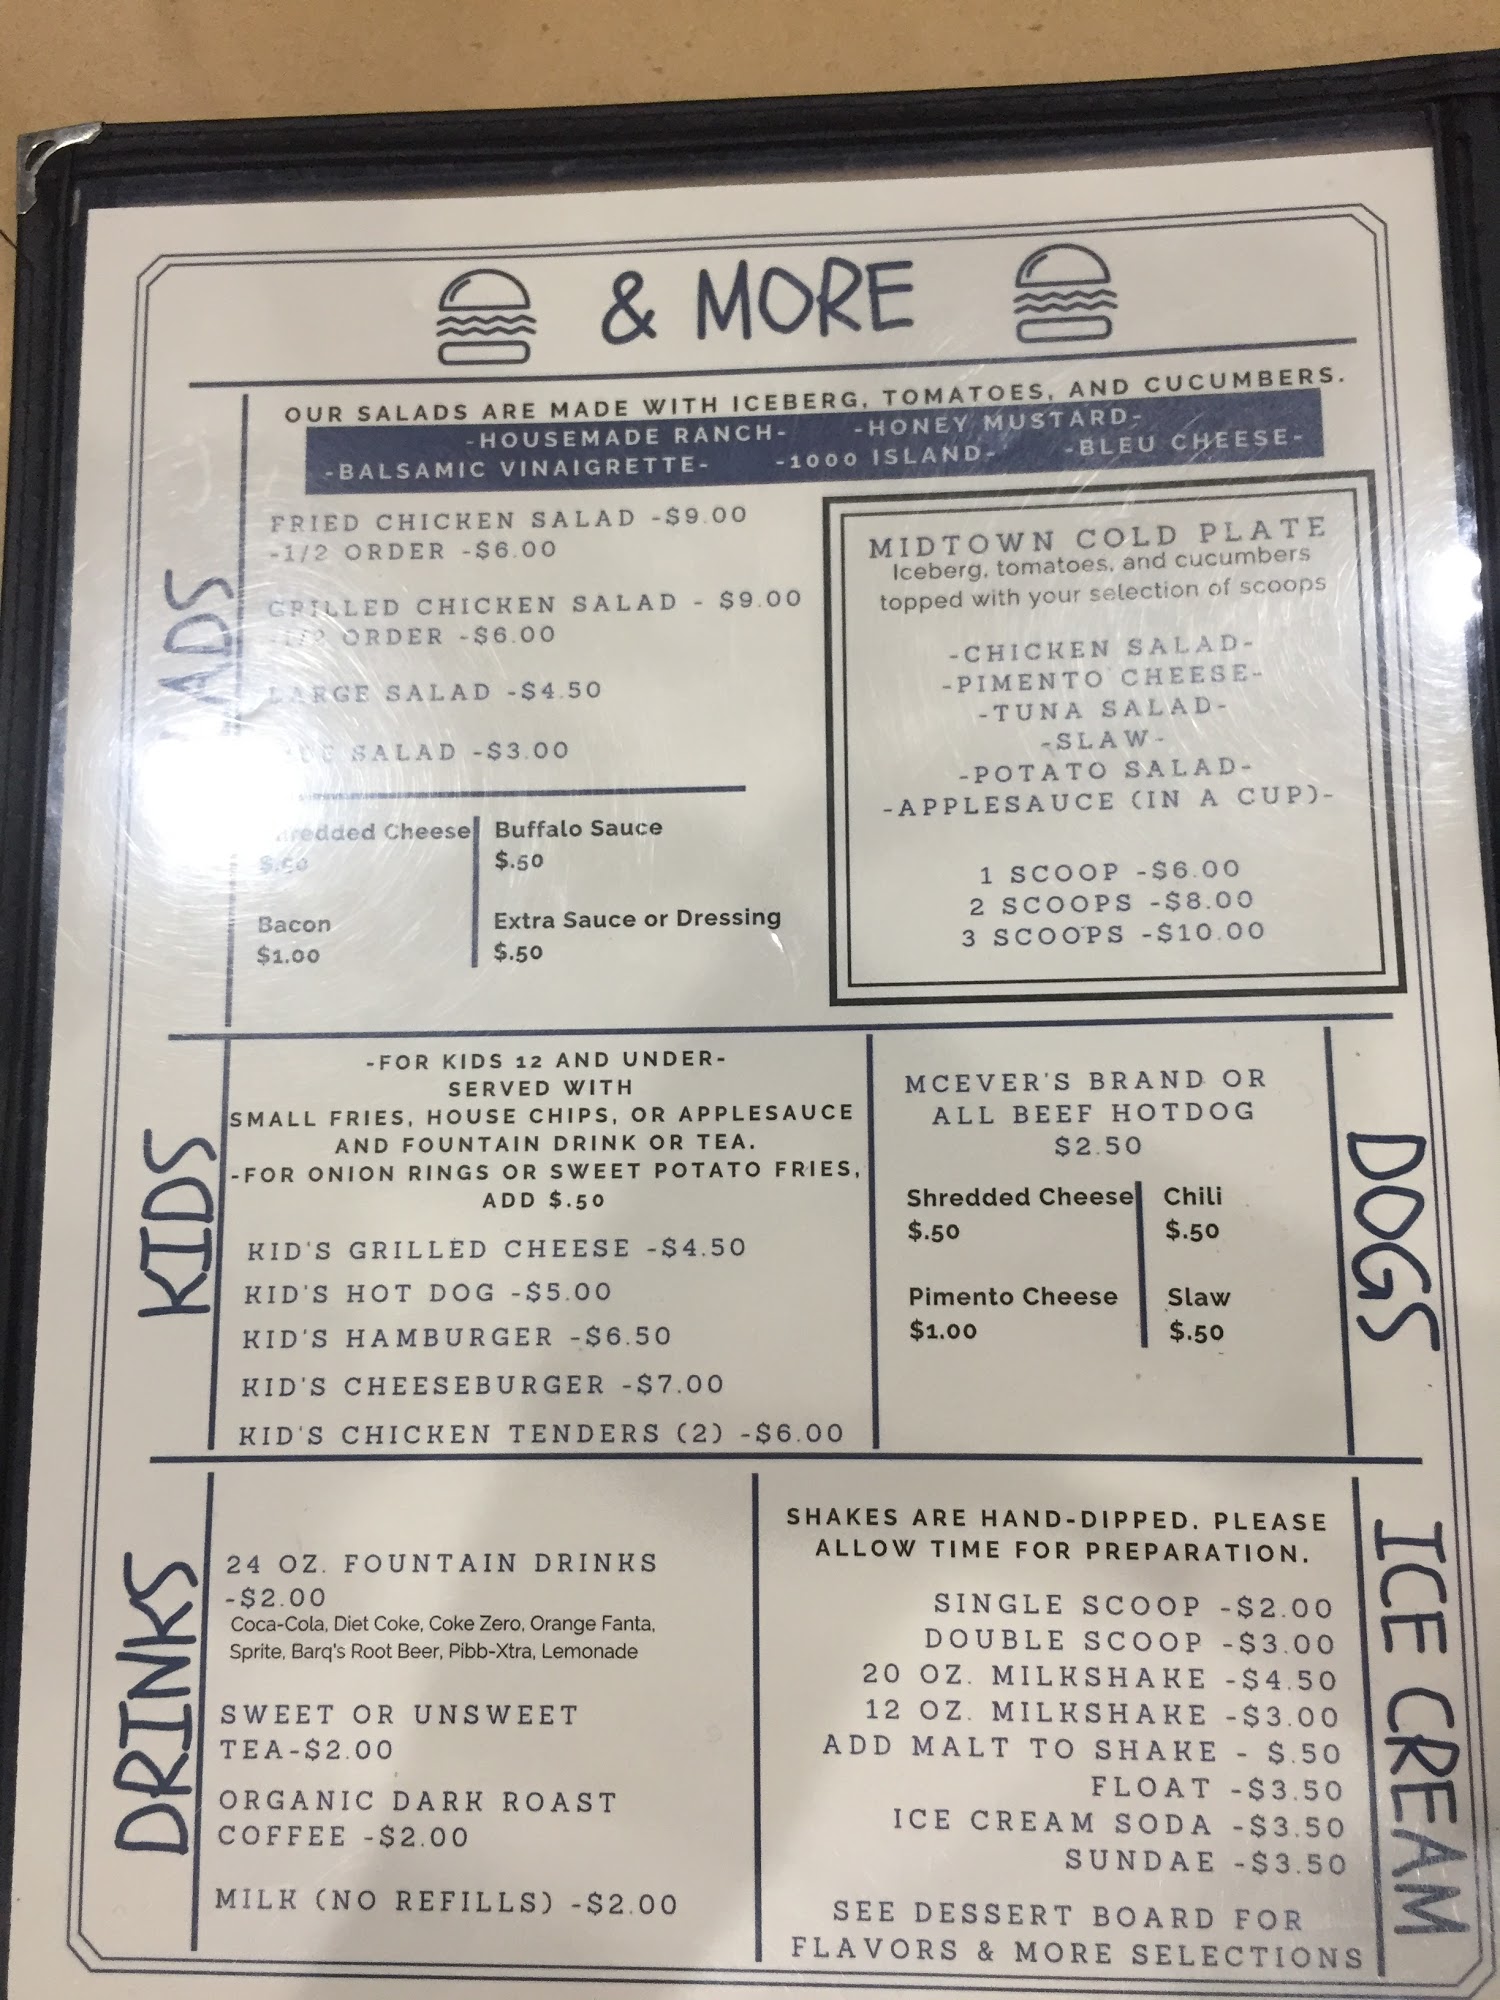 & MORE
OUR SALADS ARE MADE WITH ICEBERG, TOMATOES, AND CUCUMBERS.
-HOUSEMADE RANCH- -HONEY MUSTARD-
-BALSAMIC VINAIGRETTE- -1000 ISLAND- -BLEU CHEESE-
FRIED CHICKEN SALAD -$9.00
-1/2 ORDER -$6.00
GRILLED CHICKEN SALAD - $9.00
-1/2 ORDER -$6.00
LARGE SALAD -$4.50
SALAD -$3.00
Shredded Cheese
$.50
Buffalo Sauce
$.50
Bacon
$1.00
Extra Sauce or Dressing
$.50
MIDTOWN COLD PLATE
Iceberg, tomatoes, and cucumbers
topped with your selection of scoops
-CHICKEN SALAD-
-PIMENTO CHEESE-
-TUNA SALAD-
-SLAW-
-POTATO SALAD-
-APPLESAUCE (IN A CUP)-
1 SCOOP -$6.00
2 SCOOPS -$8.00
3 SCOOPS -$10.00
KIDS
-FOR KIDS 12 AND UNDER-
SERVED WITH
SMALL FRIES, HOUSE CHIPS, OR APPLESAUCE
AND FOUNTAIN DRINK OR TEA.
-FOR ONION RINGS OR SWEET POTATO FRIES,
ADD $.50
KID'S GRILLED CHEESE -$4.50
KID'S HOT DOG -$5.00
KID'S HAMBURGER -$6.50
KID'S CHEESEBURGER -$7.00
KID'S CHICKEN TENDERS (2) -$6.00
DOGS
MCEVER'S BRAND OR
ALL BEEF HOTDOG
$2.50
Shredded Cheese
$.50
Chili
$.50
Pimento Cheese
$1.00
Slaw
$.50
DRINKS
24 OZ. FOUNTAIN DRINKS
-$2.00
Coca-Cola, Diet Coke, Coke Zero, Orange Fanta,
Sprite, Barq's Root Beer, Pibb-Xtra, Lemonade
SWEET OR UNSWEET
TEA-$2.00
ORGANIC DARK ROAST
COFFEE -$2.00
MILK (NO REFILLS) -$2.00
ICE CREAM
SHAKES ARE HAND-DIPPED. PLEASE
ALLOW TIME FOR PREPARATION.
SINGLE SCOOP -$2.00
DOUBLE SCOOP -$3.00
20 OZ. MILKSHAKE -$4.50
12 OZ. MILKSHAKE -$3.00
ADD MALT TO SHAKE - $.50
FLOAT -$3.50
ICE CREAM SODA -$3.50
SUNDAE -$3.50
SEE DESSERT BOARD FOR
FLAVORS & MORE SELECTIONS